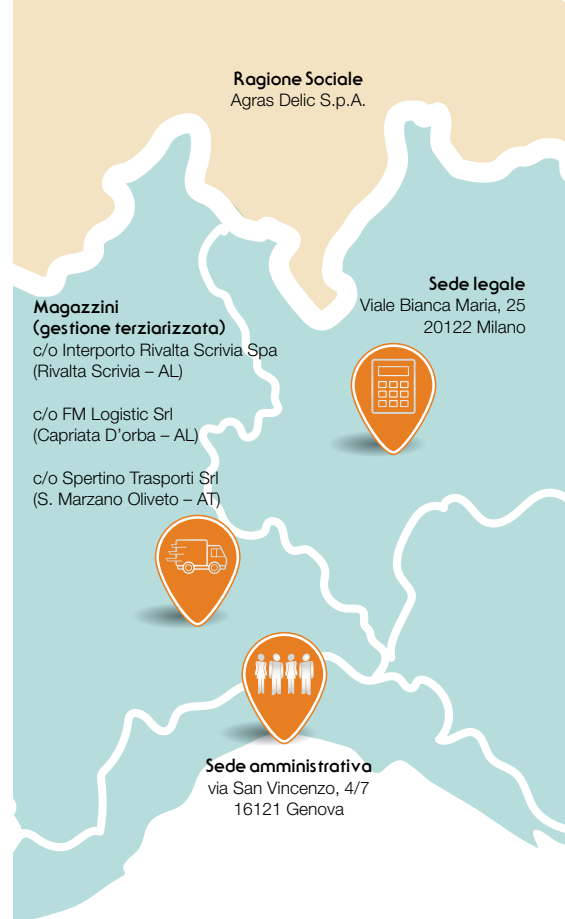 Ragione Sociale
Agras Delic S.p.A.
Sede legale
Viale Bianca Maria, 25
20122 Milano
Magazzini
(gestione terziarizzata)
c/o Interporto Rivalta Scrivia Spa
(Rivalta Scrivia – AL)
c/o FM Logistic Srl
(Capriata D’orba – AL)
c/o Spertino Trasporti Srl
(S. Marzano Oliveto – AT)
Sede amministrativa
via San Vincenzo, 4/7
16121 Genova